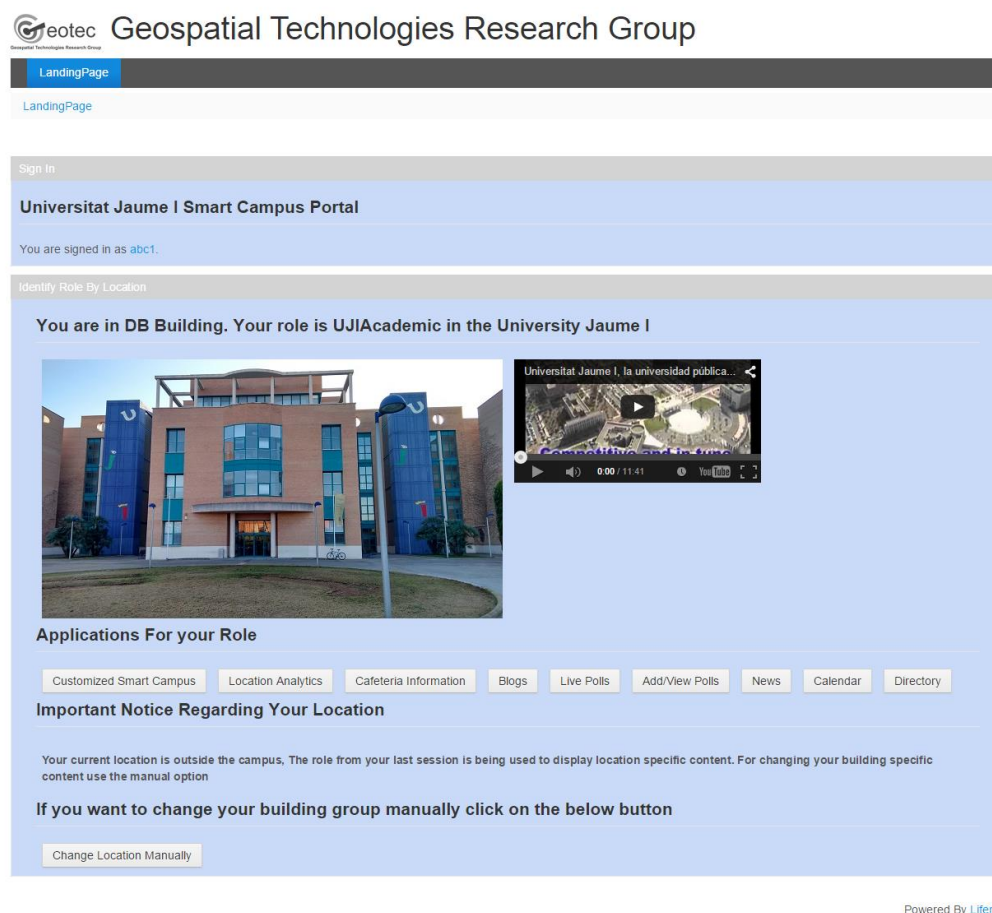 Geotec Geospatial Technologies Research Group
Geospatial Technologies Research Group
LandingPage
LandingPage
Sign In
Universitat Jaume I Smart Campus Portal
You are signed in as abc1.
Identify Role By Location
You are in DB Building. Your role is UJIAcademic in the University Jaume I
Universitat Jaume I, la universidad pública...
Competitive and in tune
0:00 / 11:41 YouTube
Applications For your Role
Customized Smart Campus Location Analytics Cafeteria Information Blogs Live Polls Add/View Polls News Calendar Directory
Important Notice Regarding Your Location
Your current location is outside the campus, The role from your last session is being used to display location specific content. For changing your building specific
content use the manual option
If you want to change your building group manually click on the below button
Change Location Manually
Powered By